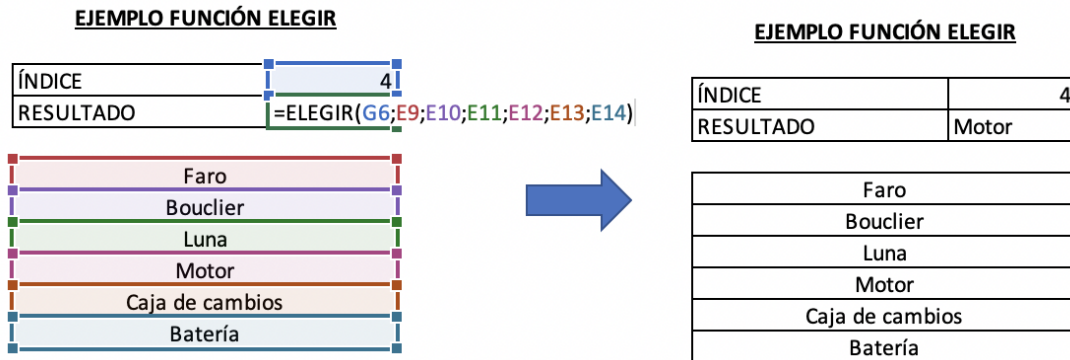 EJEMPLO FUNCIÓN ELEGIR
ÍNDICE 4
RESULTADO =ELEGIR(G6;E9;E10;E11;E12;E13;E14)
Faro
Bouclier
Luna
Motor
Caja de cambios
Batería
EJEMPLO FUNCIÓN ELEGIR
ÍNDICE 4
RESULTADO Motor
Faro
Bouclier
Luna
Motor
Caja de cambios
Batería